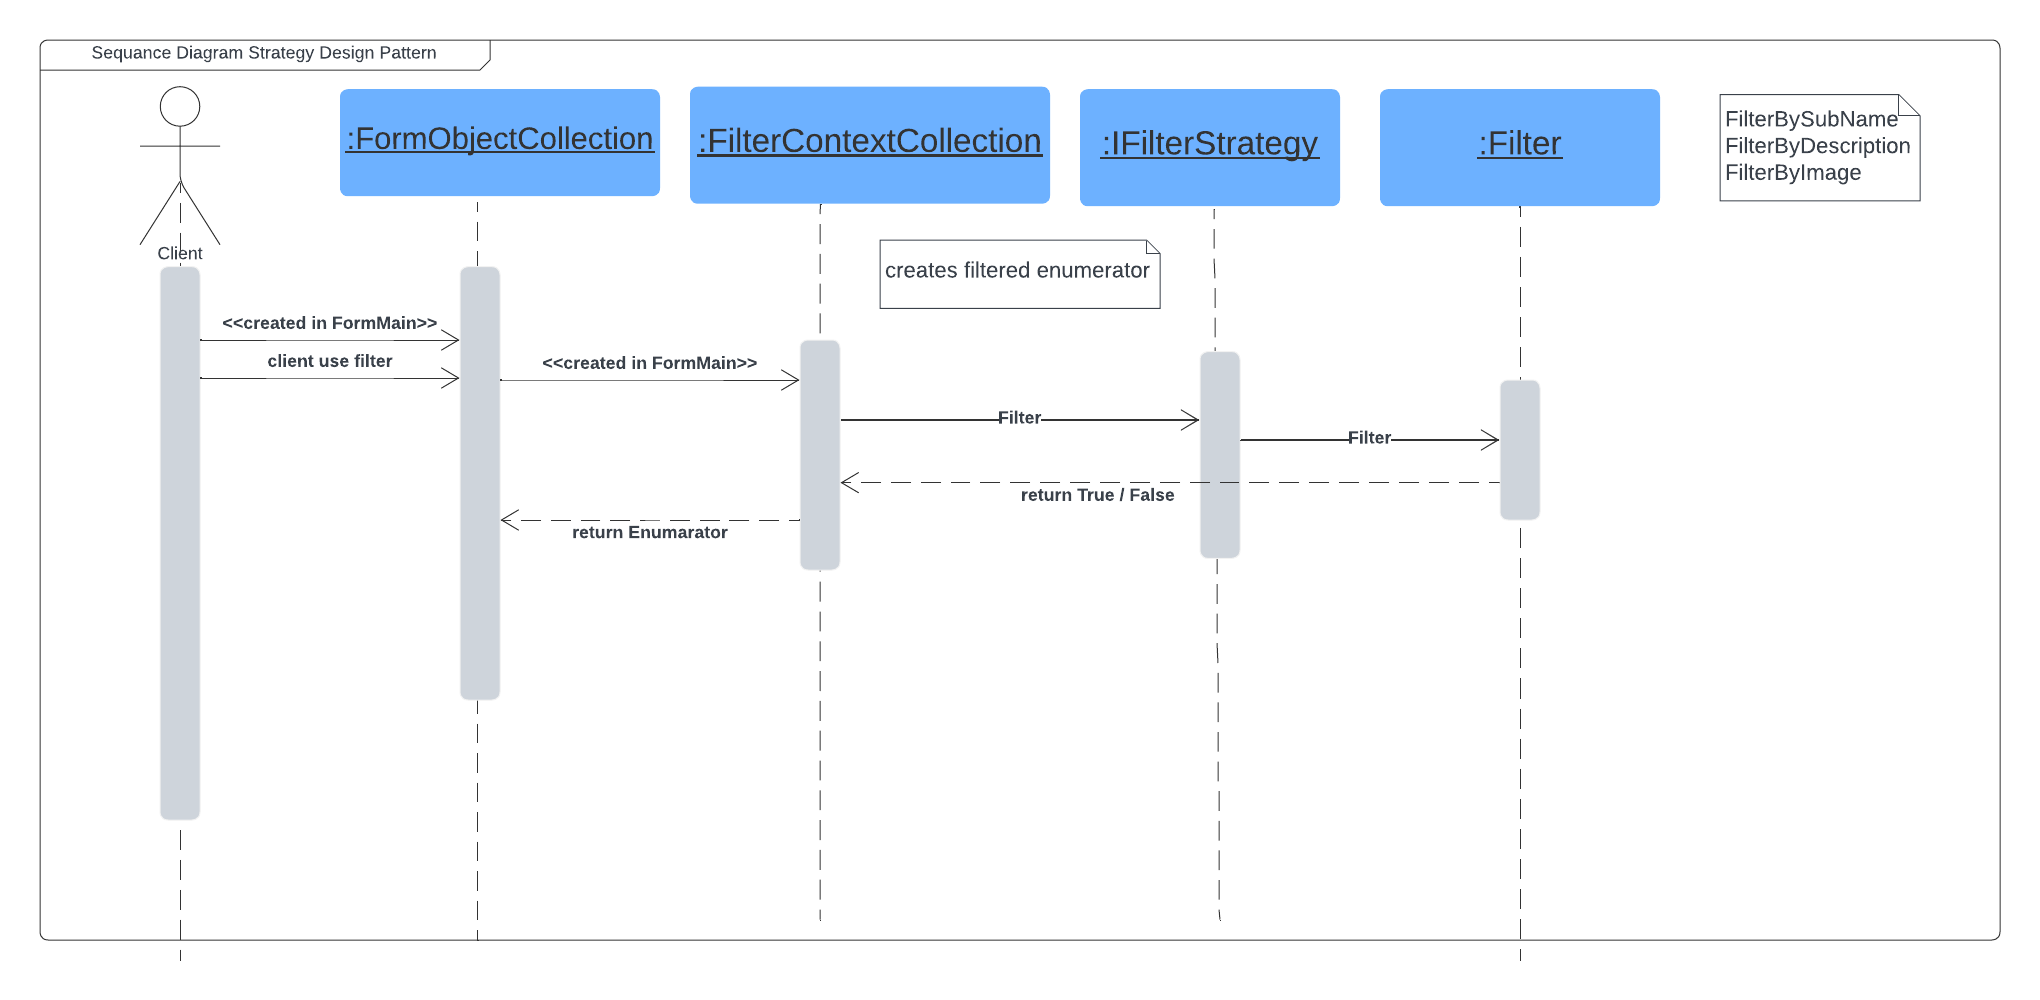 Sequance Diagram Strategy Design Pattern
:FormObjectCollection
:FilterContextCollection
:IFilterStrategy
:Filter
FilterBySubName
FilterByDescription
FilterByImage
Client
creates filtered enumerator
<<created in FormMain>>
client use filter
<<created in FormMain>>
Filter
Filter
return True / False
return Enumarator